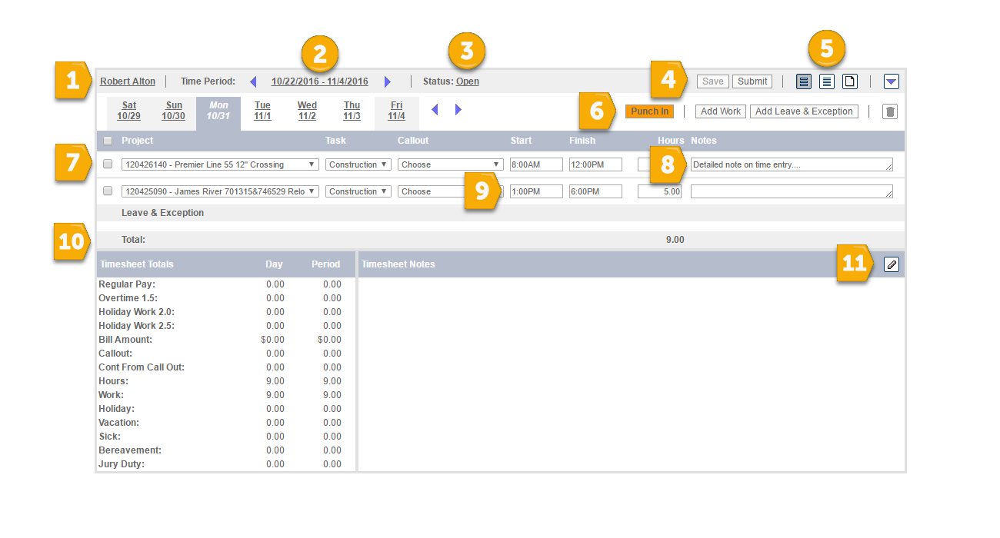 2 3 5
1 Robert Alton Time Period: 10/22/2016 - 11/4/2016 Status: Open 4 Save Submit
Sat Sun Mon Tue Wed Thu Fri
10/29 10/30 10/31 11/1 11/2 11/3 11/4
6 Punch In Add Work Add Leave & Exception
Project Task Callout Start Finish Hours Notes
7 120426140 - Premier Line 55 12" Crossing Construction Choose 8:00AM 12:00PM 8 Detailed note on time entry....
120425090 - James River 701315&746529 Relo Construction Choose 9 1:00PM 6:00PM 5.00
Leave & Exception
10 Total: 9.00
Timesheet Totals Day Period Timesheet Notes 11
Regular Pay: 0.00 0.00
Overtime 1.5: 0.00 0.00
Holiday Work 2.0: 0.00 0.00
Holiday Work 2.5: 0.00 0.00
Bill Amount: $0.00 $0.00
Callout: 0.00 0.00
Cont From Call Out: 0.00 0.00
Hours: 9.00 9.00
Work: 9.00 9.00
Holiday: 0.00 0.00
Vacation: 0.00 0.00
Sick: 0.00 0.00
Bereavement: 0.00 0.00
Jury Duty: 0.00 0.00